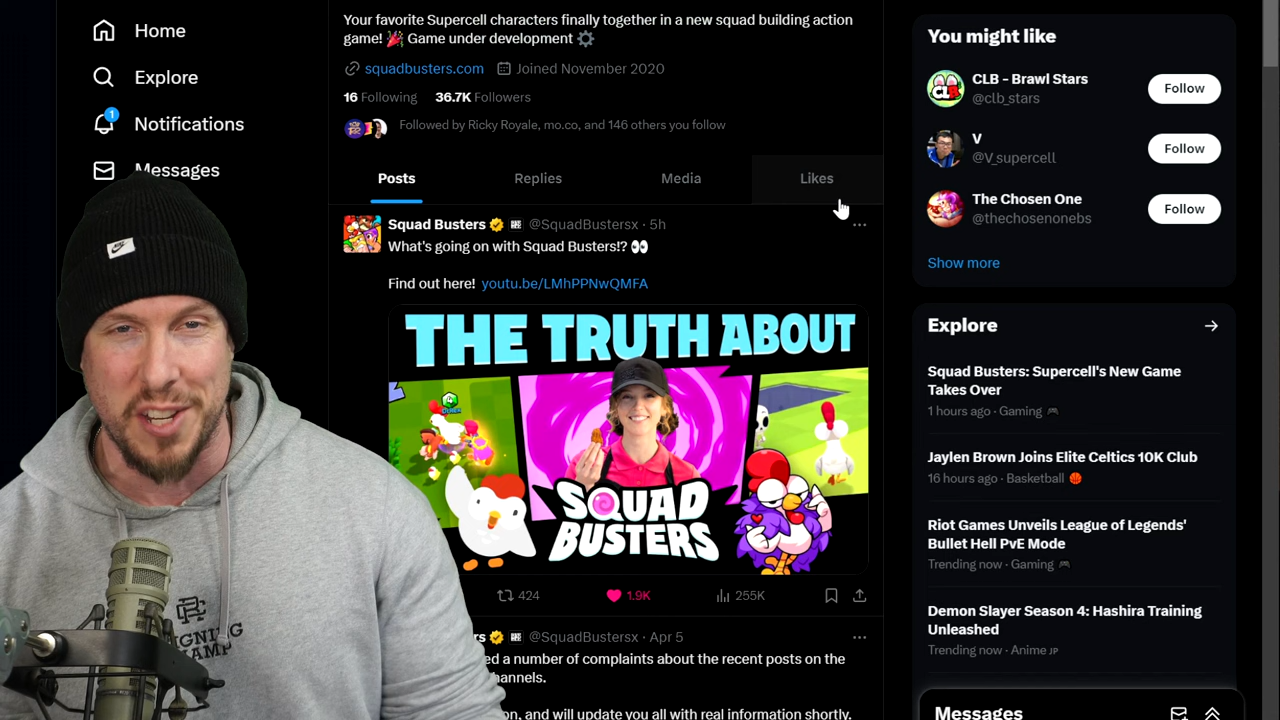 Home
Explore
1
Notifications
Messages
Your favorite Supercell characters finally together in a new squad building action
game! 🎉 Game under development ⚙️
squadbusters.com Joined November 2020
16 Following 36.7K Followers
Followed by Ricky Royale, mo.co, and 146 others you follow
Posts Replies Media Likes
Squad Busters @SquadBustersx · 5h
What's going on with Squad Busters!? 👀
Find out here! youtu.be/LMhPPNwQMFA
THE TRUTH ABOUT
SQUAD
BUSTERS
424 1.9K 255K
rs @SquadBustersx · Apr 5
ed a number of complaints about the recent posts on the
hannels.
on, and will update you all with real information shortly.
You might like
CLB - Brawl Stars
@clb_stars
Follow
V
@V_supercell
Follow
The Chosen One
@thechosenonebs
Follow
Show more
Explore
Squad Busters: Supercell's New Game
Takes Over
1 hours ago · Gaming 🎮
Jaylen Brown Joins Elite Celtics 10K Club
16 hours ago · Basketball 🏀
Riot Games Unveils League of Legends'
Bullet Hell PvE Mode
Trending now · Gaming 🎮
Demon Slayer Season 4: Hashira Training
Unleashed
Trending now · Anime JP
Messages